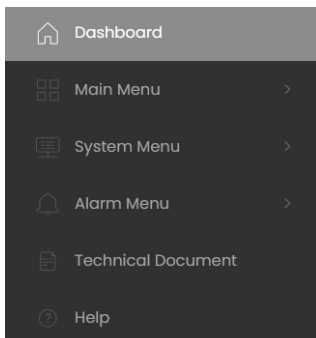 Dashboard
Main Menu
System Menu
Alarm Menu
Technical Document
Help